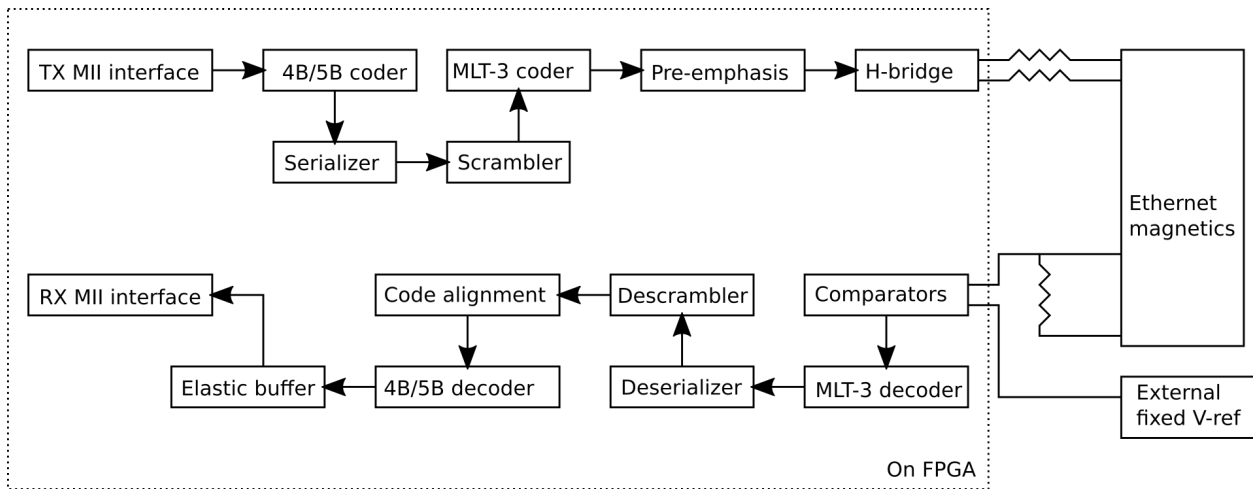 TX MII interface
4B/5B coder
MLT-3 coder
Pre-emphasis
H-bridge
Serializer
Scrambler
Ethernet
magnetics
RX MII interface
Code alignment
Descrambler
Comparators
Elastic buffer
4B/5B decoder
Deserializer
MLT-3 decoder
External
fixed V-ref
On FPGA